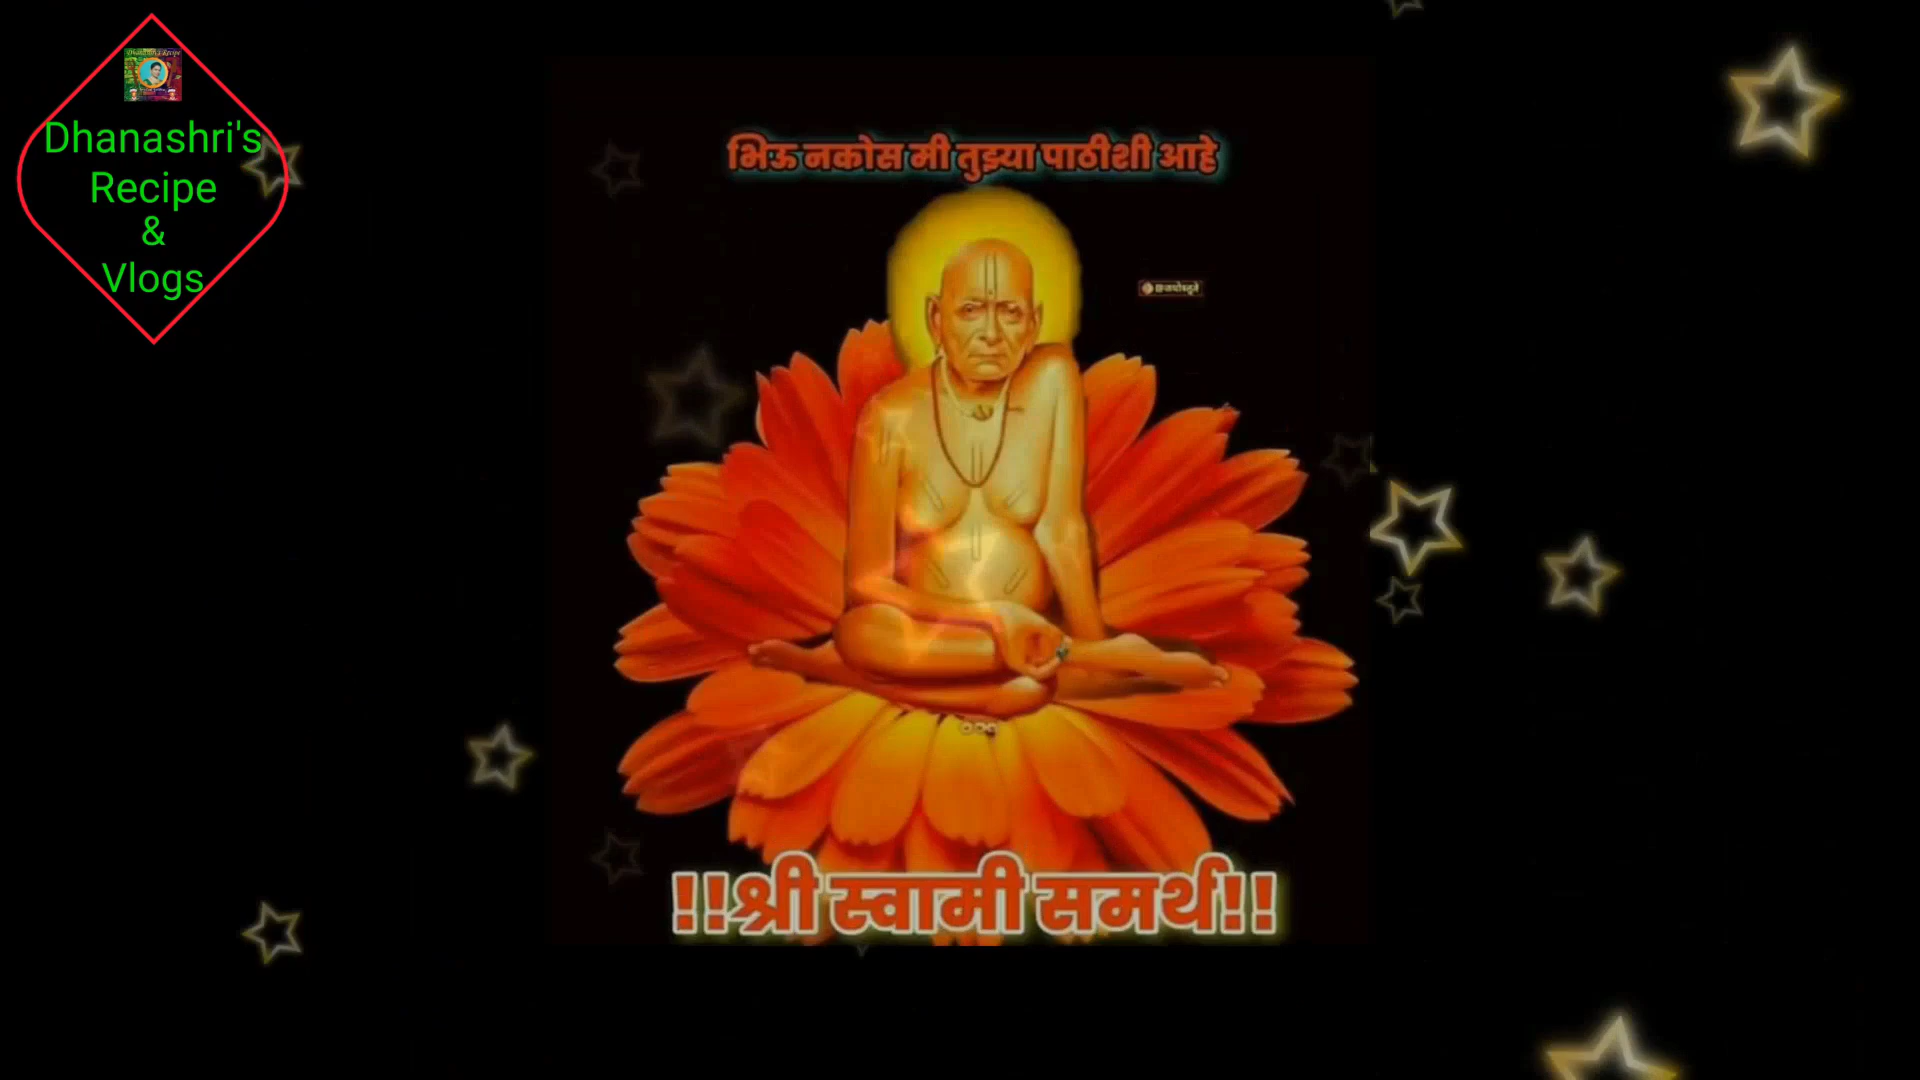 Dhanashri's
Recipe
&
Vlogs
भिऊ नकोस मी तुझ्या पाठीशी आहे
!!श्री स्वामी समर्थ!!